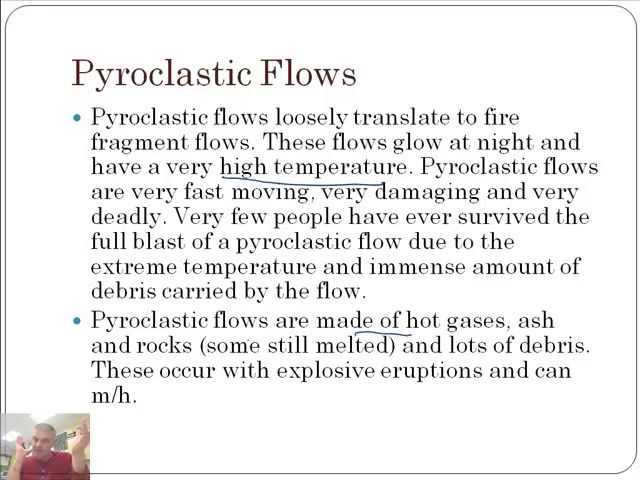 Pyroclastic Flows
Pyroclastic flows loosely translate to fire
fragment flows. These flows glow at night and
have a very high temperature. Pyroclastic flows
are very fast moving, very damaging and very
deadly. Very few people have ever survived the
full blast of a pyroclastic flow due to the
extreme temperature and immense amount of
debris carried by the flow.
Pyroclastic flows are made of hot gases, ash
and rocks (some still melted) and lots of debris.
These occur with explosive eruptions and can
m/h.